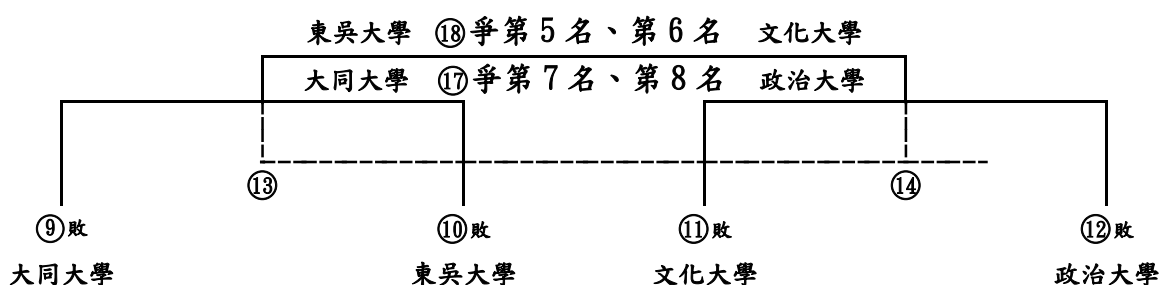 東吳大學 ⑱爭第5名、第6名 文化大學
大同大學 ⑰爭第7名、第8名 政治大學
⑬ ⑭
⑨敗 ⑩敗 ⑪敗 ⑫敗
大同大學 東吳大學 文化大學 政治大學